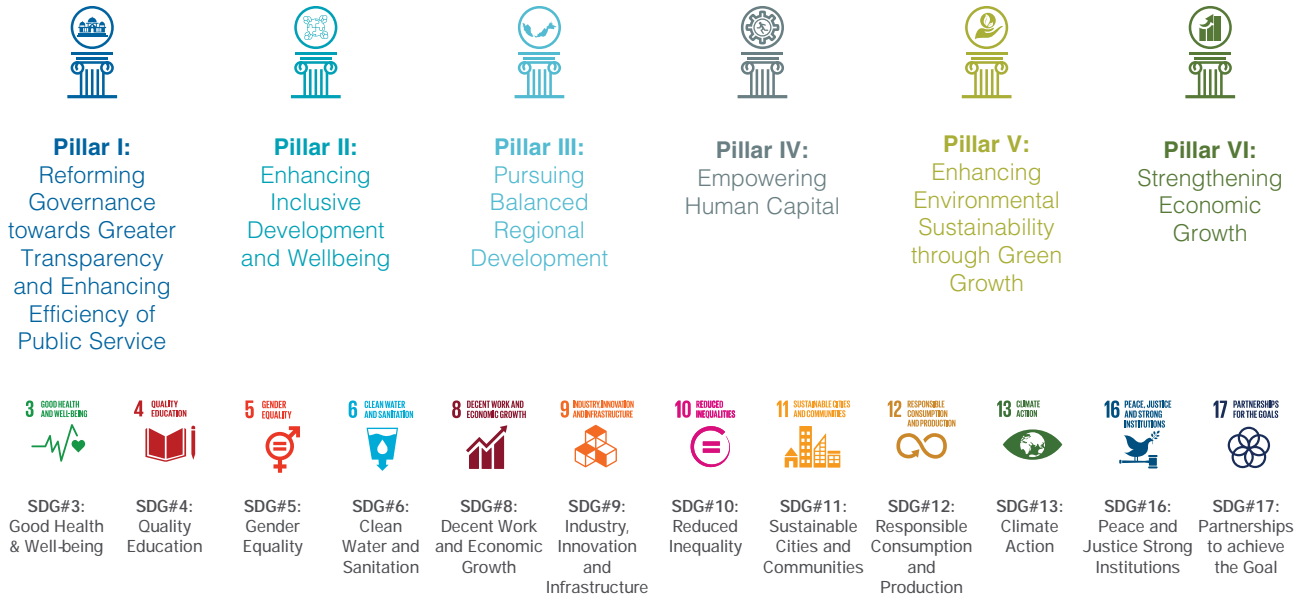 Pillar I:
Reforming
Governance
towards Greater
Transparency
and Enhancing
Efficiency of
Public Service
Pillar II:
Enhancing
Inclusive
Development
and Wellbeing
Pillar III:
Pursuing
Balanced
Regional
Development
Pillar IV:
Empowering
Human Capital
Pillar V:
Enhancing
Environmental
Sustainability
through Green
Growth
Pillar VI:
Strengthening
Economic
Growth
3 GOOD HEALTH
AND WELL-BEING
4 QUALITY
EDUCATION
5 GENDER
EQUALITY
6 CLEAN WATER
AND SANITATION
8 DECENT WORK AND
ECONOMIC GROWTH
9 INDUSTRY, INNOVATION
AND INFRASTRUCTURE
10 REDUCED
INEQUALITIES
11 SUSTAINABLE CITIES
AND COMMUNITIES
12 RESPONSIBLE
CONSUMPTION
AND PRODUCTION
13 CLIMATE
ACTION
16 PEACE, JUSTICE
AND STRONG
INSTITUTIONS
17 PARTNERSHIPS
FOR THE GOALS
SDG#3:
Good Health
& Well-being
SDG#4:
Quality
Education
SDG#5:
Gender
Equality
SDG#6:
Clean
Water and
Sanitation
SDG#8:
Decent Work
and Economic
Growth
SDG#9:
Industry,
Innovation
and
Infrastructure
SDG#10:
Reduced
Inequality
SDG#11:
Sustainable
Cities and
Communities
SDG#12:
Responsible
Consumption
and
Production
SDG#13:
Climate
Action
SDG#16:
Peace and
Justice Strong
Institutions
SDG#17:
Partnerships
to achieve
the Goal